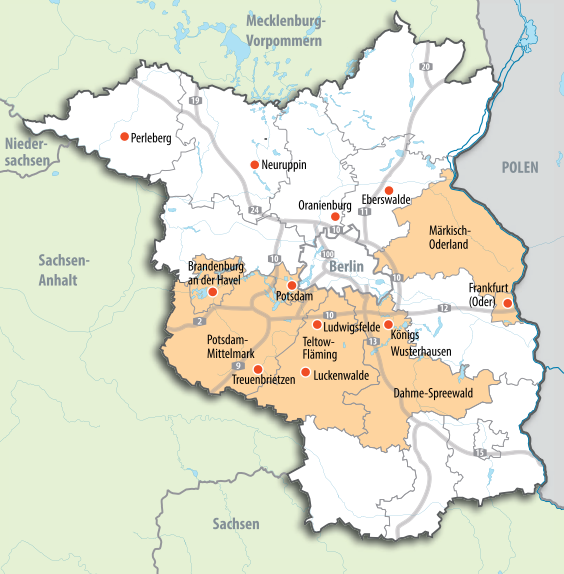 Mecklenburg-
Vorpommern
20
19
Nieder-
sachsen
Perleberg
Neuruppin
POLEN
Eberswalde
Oranienburg
24
11
10
Märkisch-
Oderland
Sachsen-
Anhalt
10
100
Berlin
Brandenburg
an der Havel
10
Potsdam
Frankfurt
(Oder)
12
2
10
Ludwigsfelde
Königs
Wusterhausen
Potsdam-
Mittelmark
Teltow-
Fläming
13
9
Treuenbrietzen
Luckenwalde
Dahme-Spreewald
15
Sachsen